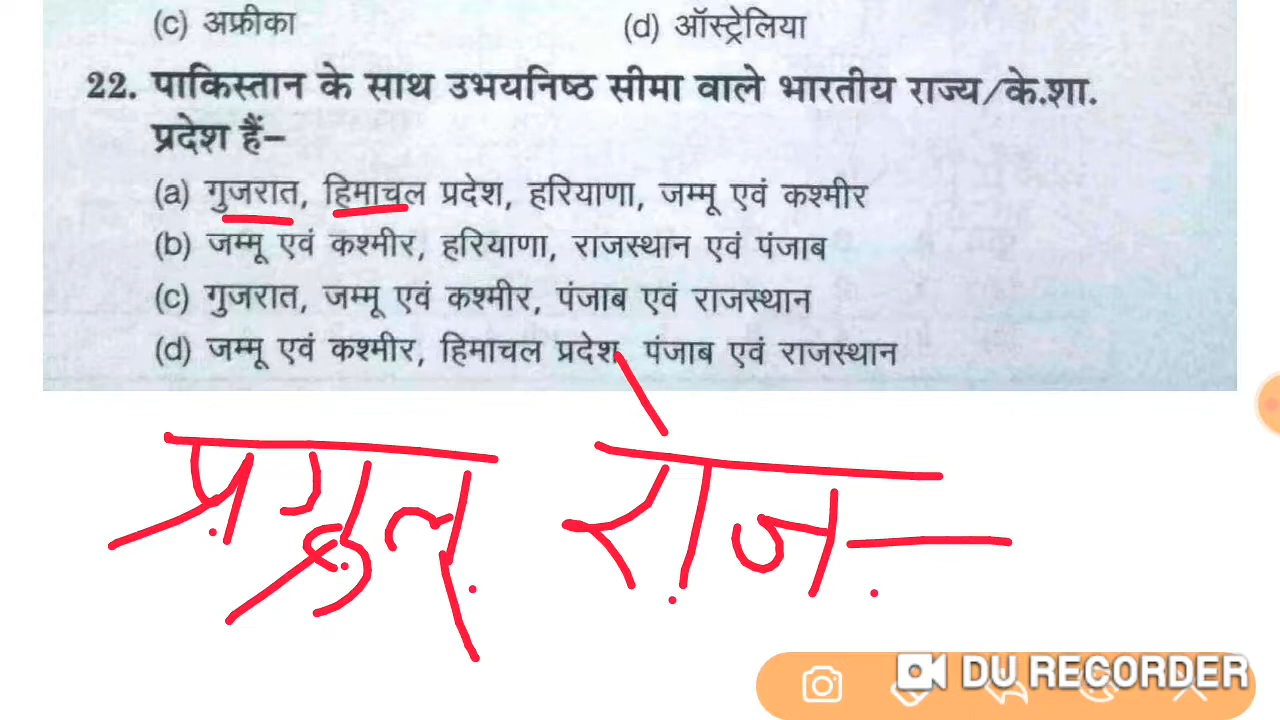 (c) अफ्रीका (d) ऑस्ट्रेलिया
22. पाकिस्तान के साथ उभयनिष्ठ सीमा वाले भारतीय राज्य/के.शा.
प्रदेश हैं–
(a) गुजरात, हिमाचल प्रदेश, हरियाणा, जम्मू एवं कश्मीर
(b) जम्मू एवं कश्मीर, हरियाणा, राजस्थान एवं पंजाब
(c) गुजरात, जम्मू एवं कश्मीर, पंजाब एवं राजस्थान
(d) जम्मू एवं कश्मीर, हिमाचल प्रदेश, पंजाब एवं राजस्थान
DU RECORDER